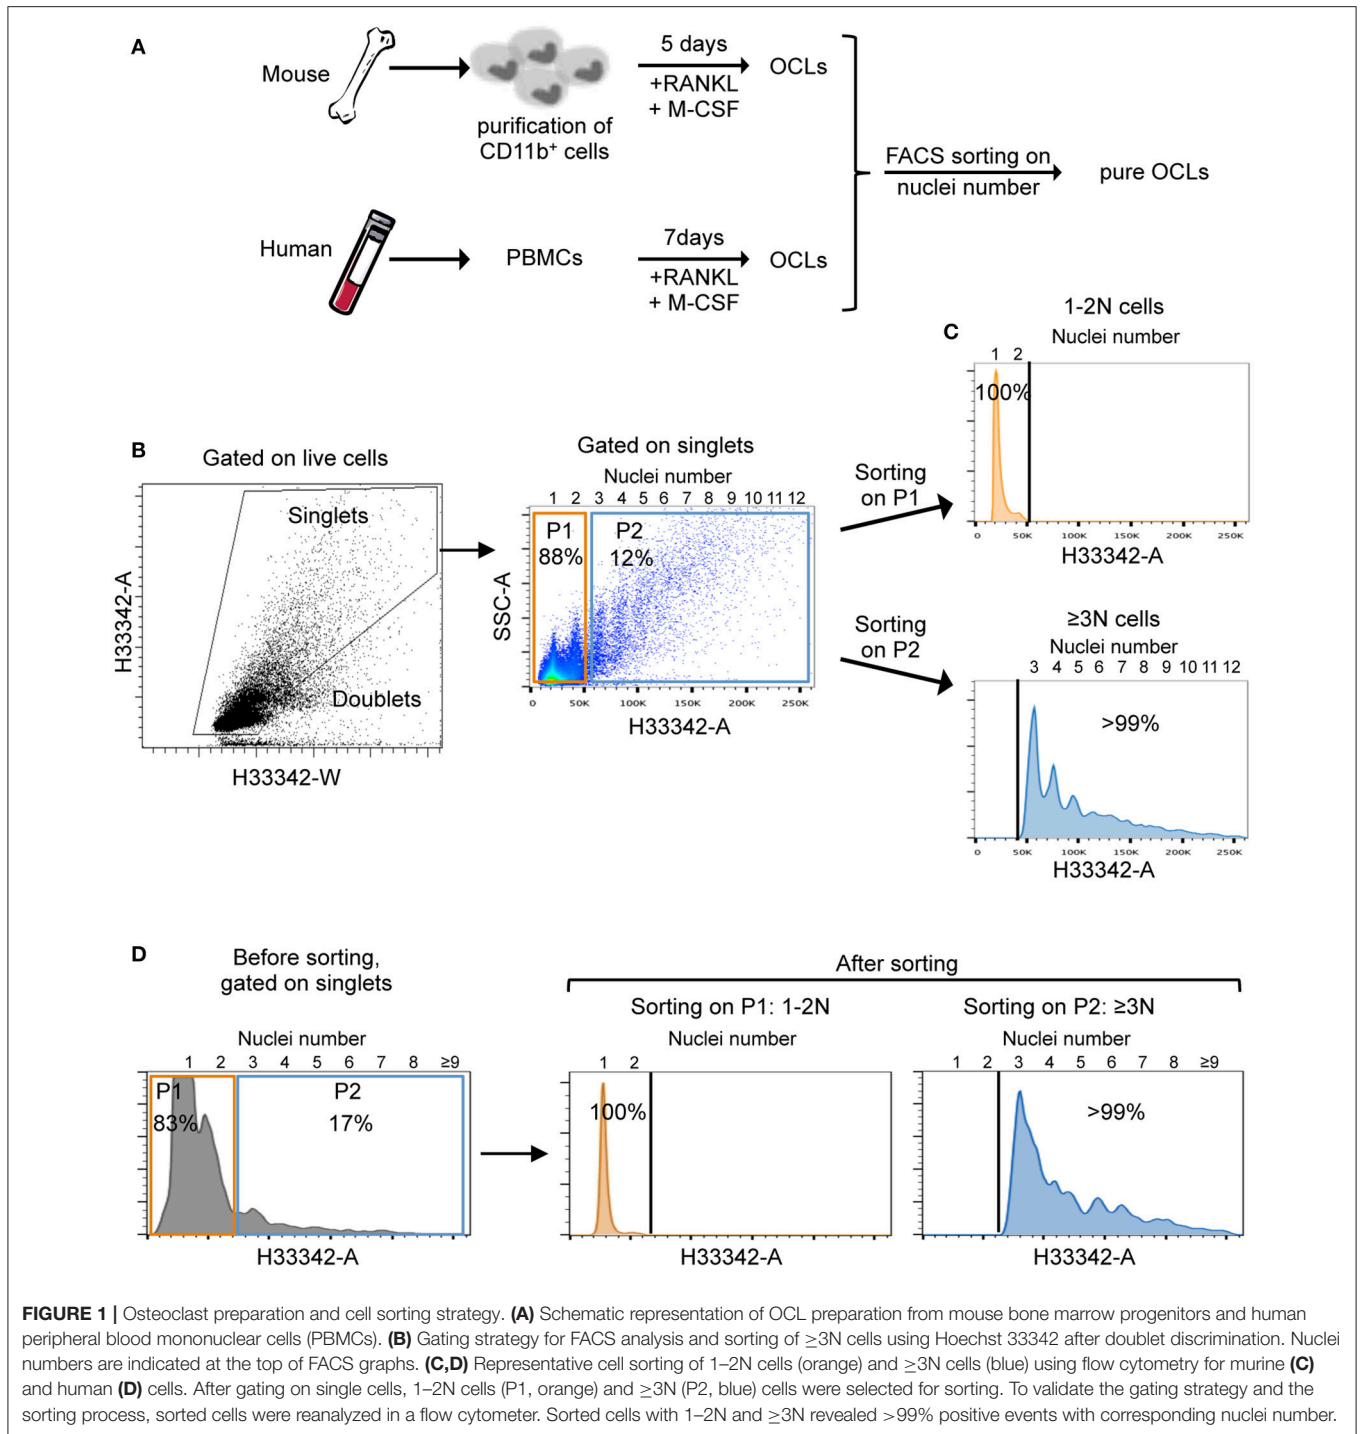 A
Mouse
purification of
CD11b+ cells
5 days
+RANKL
+ M-CSF
OCLs
Human
PBMCs
7days
+RANKL
+ M-CSF
OCLs
FACS sorting on
nuclei number
pure OCLs
B
Gated on live cells
Singlets
Doublets
H33342-A
H33342-W
Gated on singlets
Nuclei number
1 2 3 4 5 6 7 8 9 10 11 12
P1
88%
P2
12%
SSC-A
0 50K 100K 150K 200K 250K
H33342-A
Sorting
on P1
Sorting
on P2
C
1-2N cells
Nuclei number
1 2
100%
0 50K 100K 150K 200K 250K
H33342-A
≥3N cells
Nuclei number
3 4 5 6 7 8 9 10 11 12
>99%
0 50K 100K 150K 200K 250K
H33342-A
D
Before sorting,
gated on singlets
Nuclei number
1 2 3 4 5 6 7 8 ≥9
P1
83%
P2
17%
H33342-A
After sorting
Sorting on P1: 1-2N
Nuclei number
1 2
100%
H33342-A
Sorting on P2: ≥3N
Nuclei number
1 2 3 4 5 6 7 8 ≥9
>99%
H33342-A
FIGURE 1 | Osteoclast preparation and cell sorting strategy. (A) Schematic representation of OCL preparation from mouse bone marrow progenitors and human
peripheral blood mononuclear cells (PBMCs). (B) Gating strategy for FACS analysis and sorting of ≥3N cells using Hoechst 33342 after doublet discrimination. Nuclei
numbers are indicated at the top of FACS graphs. (C,D) Representative cell sorting of 1–2N cells (orange) and ≥3N cells (blue) using flow cytometry for murine (C)
and human (D) cells. After gating on single cells, 1–2N cells (P1, orange) and ≥3N (P2, blue) cells were selected for sorting. To validate the gating strategy and the
sorting process, sorted cells were reanalyzed in a flow cytometer. Sorted cells with 1–2N and ≥3N revealed >99% positive events with corresponding nuclei number.